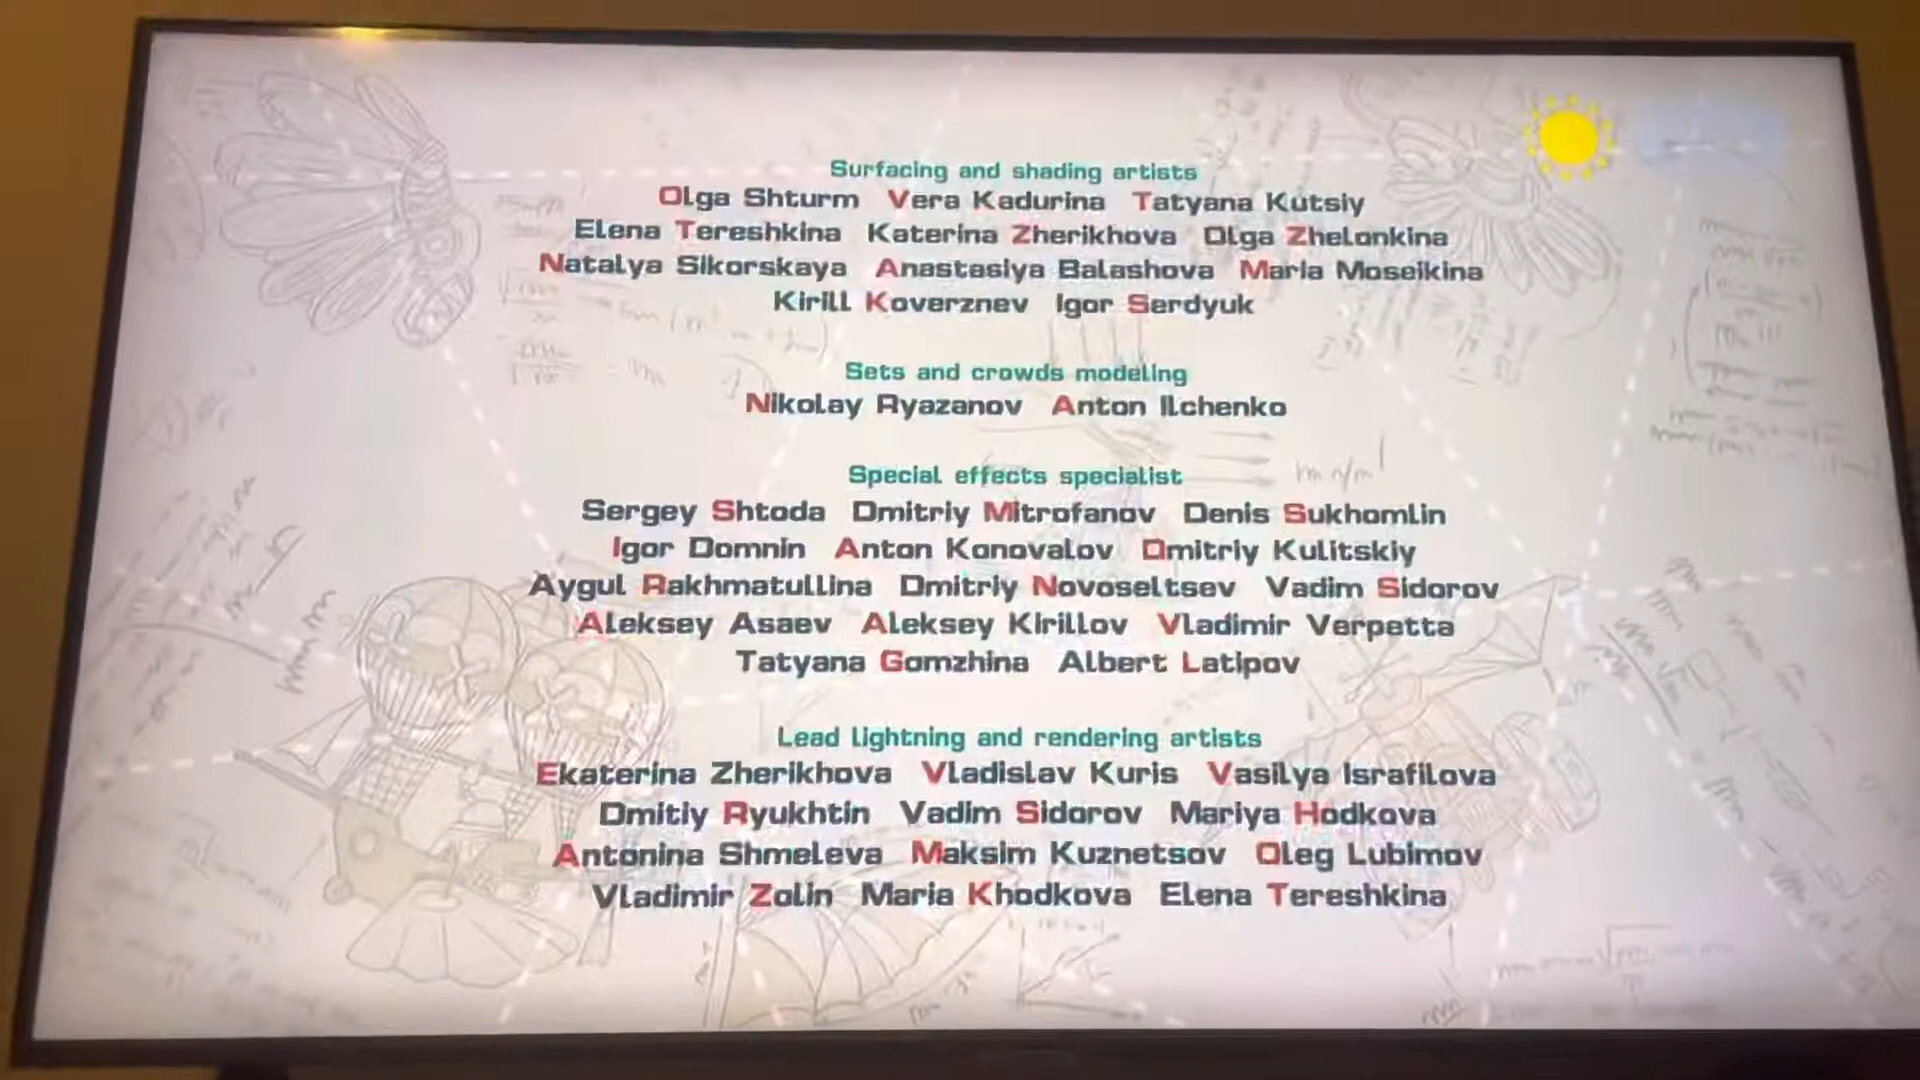 Surfacing and shading artists
Olga Shturm Vera Kadurina Tatyana Kutsiy
Elena Tereshkina Katerina Zherikhova Olga Zhelonkina
Natalya Sikorskaya Anastasiya Balashova Maria Moseikina
Kirill Koverznev Igor Serdyuk
Sets and crowds modeling
Nikolay Ryazanov Anton Ilchenko
Special effects specialist
Sergey Shtoda Dmitriy Mitrofanov Denis Sukhomlin
Igor Domnin Anton Konovalov Dmitriy Kulitskiy
Aygul Rakhmatullina Dmitriy Novoseltsev Vadim Sidorov
Aleksey Asaev Aleksey Kirillov Vladimir Verpetta
Tatyana Gomzhina Albert Latipov
Lead lightning and rendering artists
Ekaterina Zherikhova Vladislav Kuris Vasilya Israfilova
Dmitiy Ryukhtin Vadim Sidorov Mariya Hodkova
Antonina Shmeleva Maksim Kuznetsov Oleg Lubimov
Vladimir Zolin Maria Khodkova Elena Tereshkina